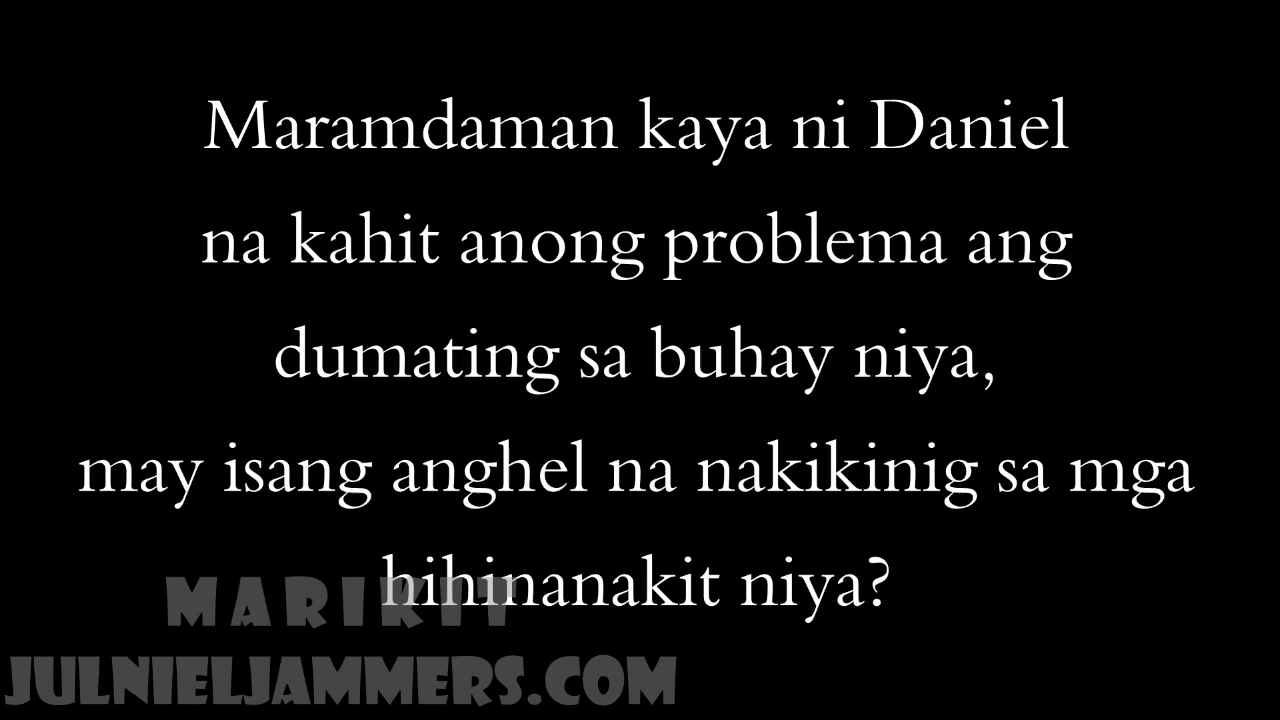 Maramdaman kaya ni Daniel
na kahit anong problema ang
dumating sa buhay niya,
may isang anghel na nakikinig sa mga
hihinanakit niya?
MARIKIT
JULNIELJAMMERS.COM